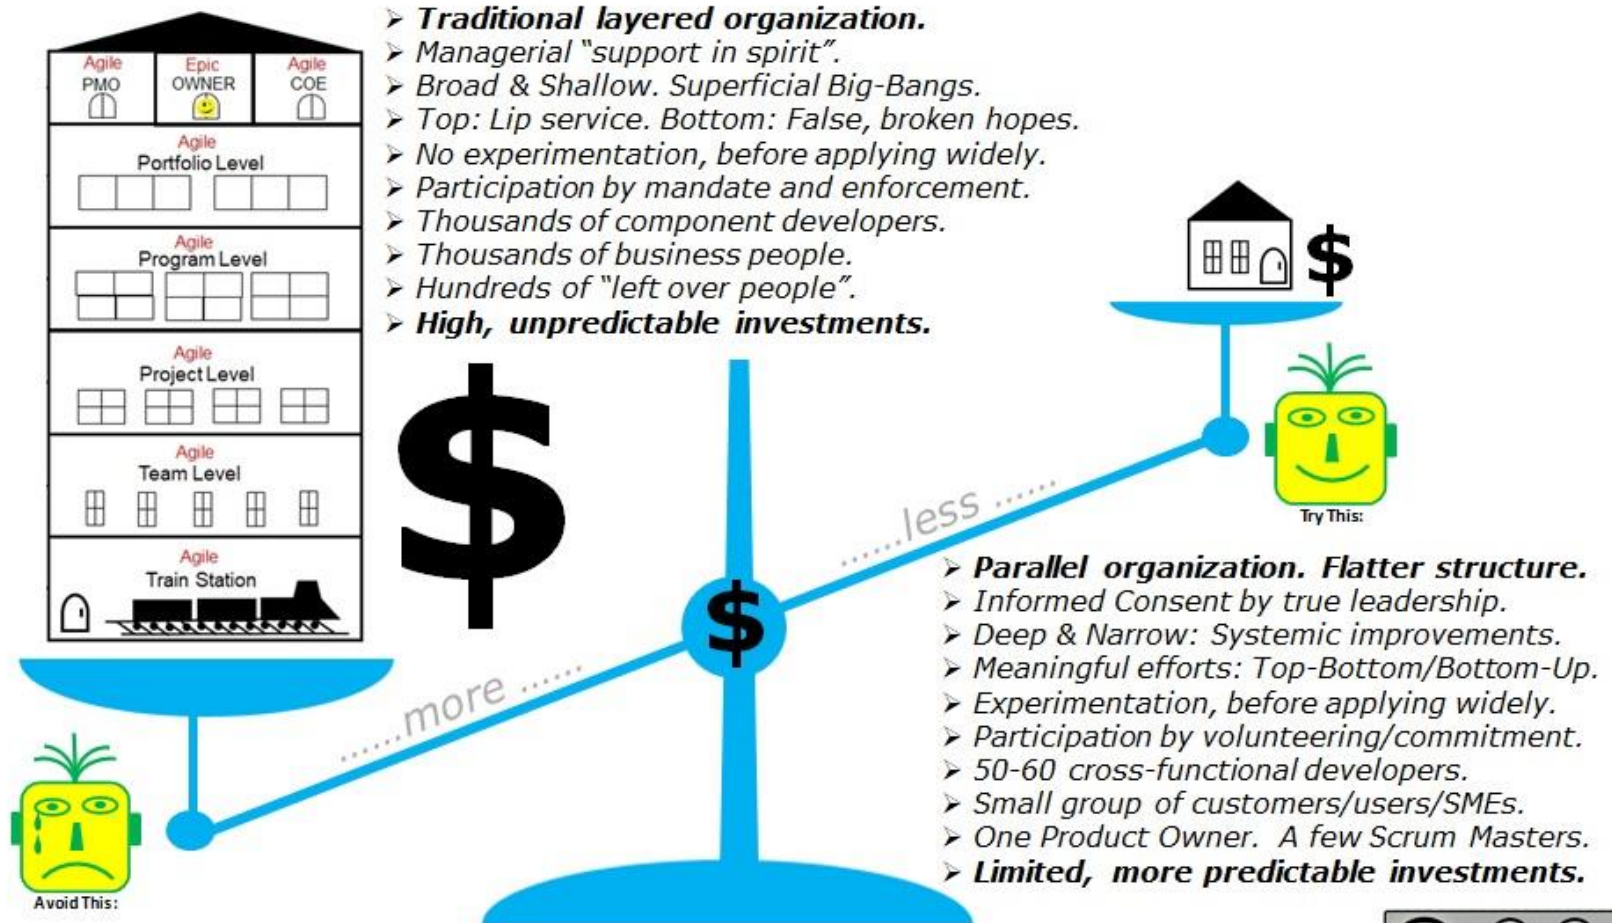 Agile
PMO
Epic
OWNER
Agile
COE
Agile
Portfolio Level
Agile
Program Level
Agile
Project Level
Agile
Team Level
Agile
Train Station
➢ Traditional layered organization.
➢ Managerial “support in spirit”.
➢ Broad & Shallow. Superficial Big-Bangs.
➢ Top: Lip service. Bottom: False, broken hopes.
➢ No experimentation, before applying widely.
➢ Participation by mandate and enforcement.
➢ Thousands of component developers.
➢ Thousands of business people.
➢ Hundreds of “left over people”.
➢ High, unpredictable investments.
$
$
$
......more ......
......less ......
Avoid This:
Try This:
➢ Parallel organization. Flatter structure.
➢ Informed Consent by true leadership.
➢ Deep & Narrow: Systemic improvements.
➢ Meaningful efforts: Top-Bottom/Bottom-Up.
➢ Experimentation, before applying widely.
➢ Participation by volunteering/commitment.
➢ 50-60 cross-functional developers.
➢ Small group of customers/users/SMEs.
➢ One Product Owner. A few Scrum Masters.
➢ Limited, more predictable investments.